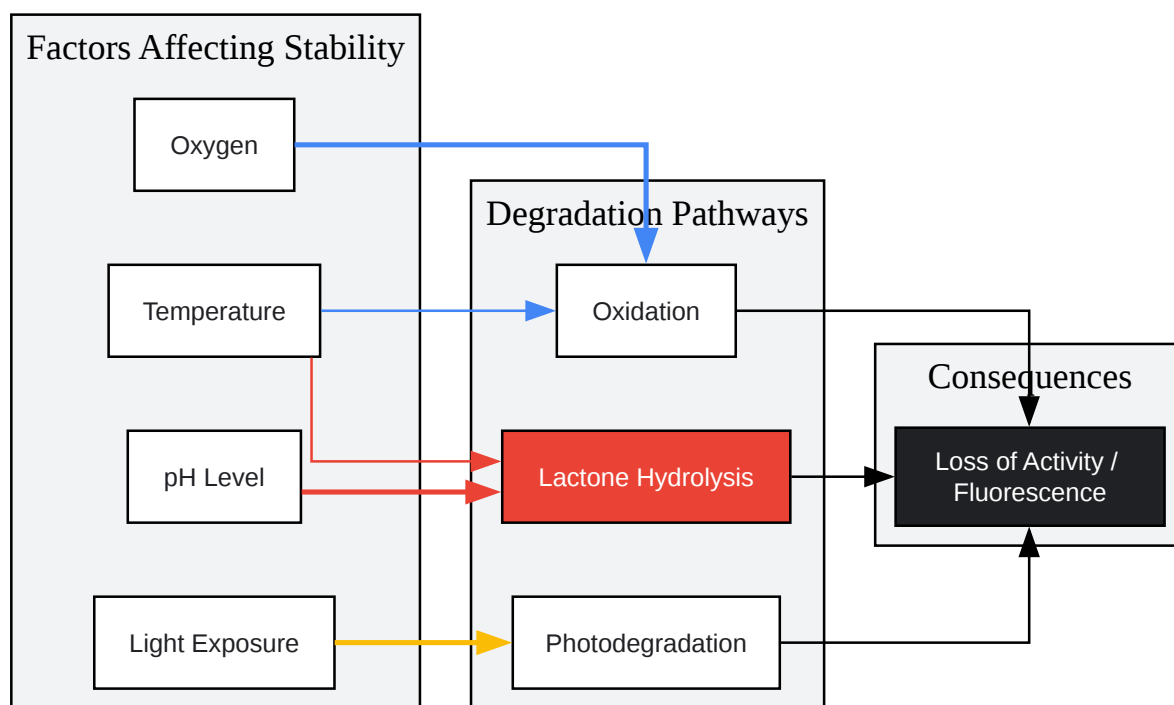 Factors Affecting Stability
Oxygen
Temperature
pH Level
Light Exposure
Degradation Pathways
Oxidation
Lactone Hydrolysis
Photodegradation
Consequences
Loss of Activity /
Fluorescence